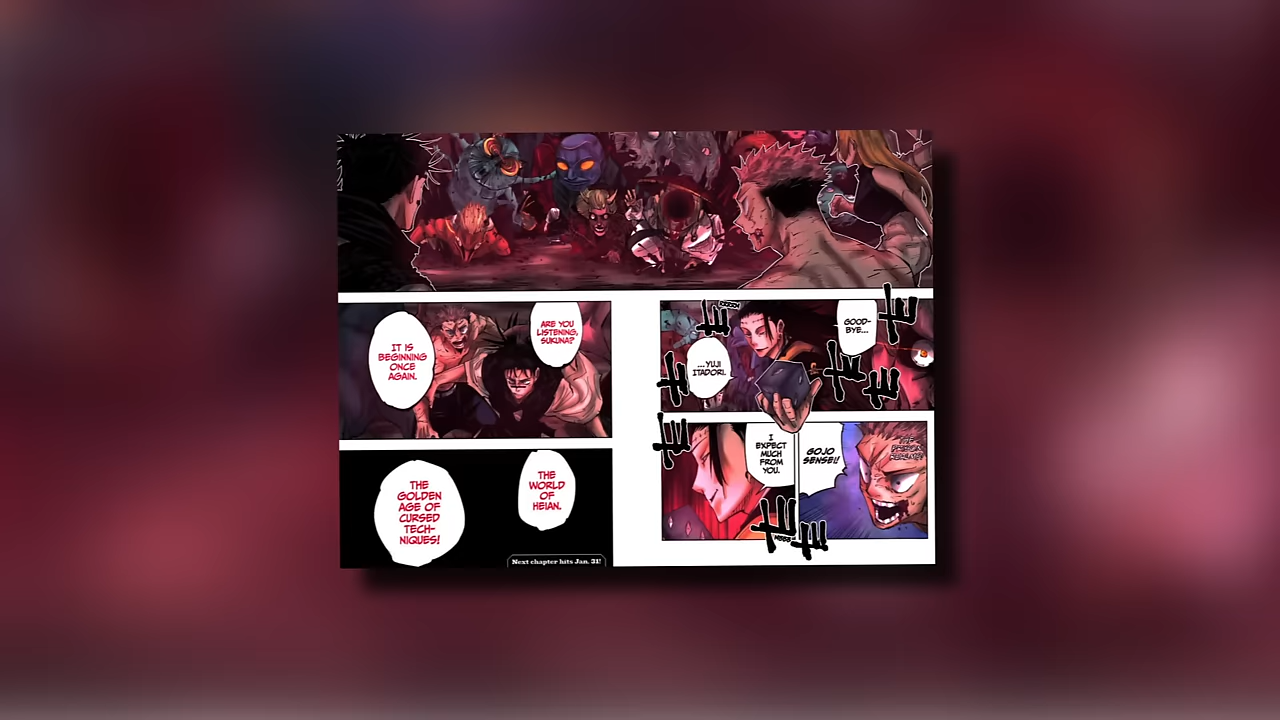 GOOD-
BYE...
...YUJI
ITADORI.
GOJO
SENSEI!
I
EXPECT
MUCH
FROM
YOU.
ARE YOU
LISTENING,
SUKUNA?
IT IS
BEGINNING
ONCE
AGAIN.
THE
WORLD
OF
HEIAN.
THE
GOLDEN
AGE OF
CURSED
TECH-
NIQUES!
Next chapter hits Jan. 31!